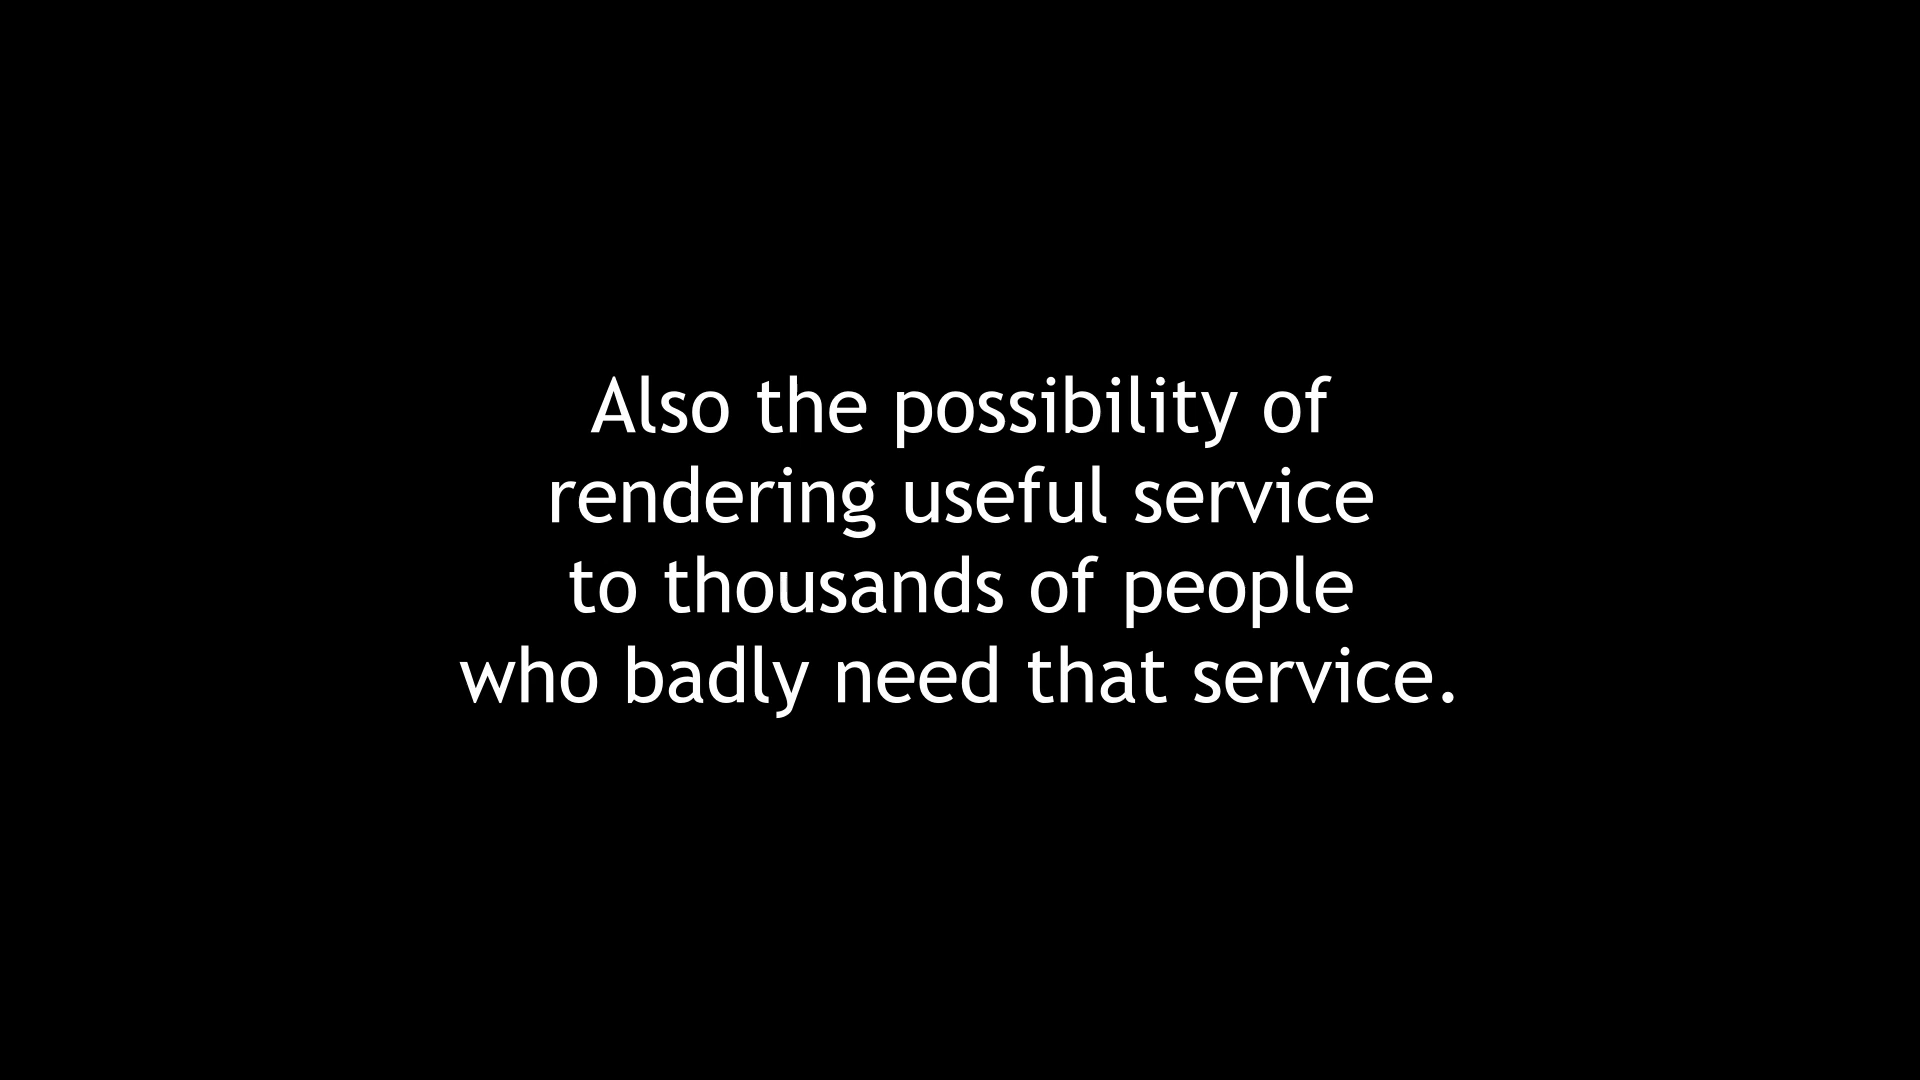 Also the possibility of
rendering useful service
to thousands of people
who badly need that service.